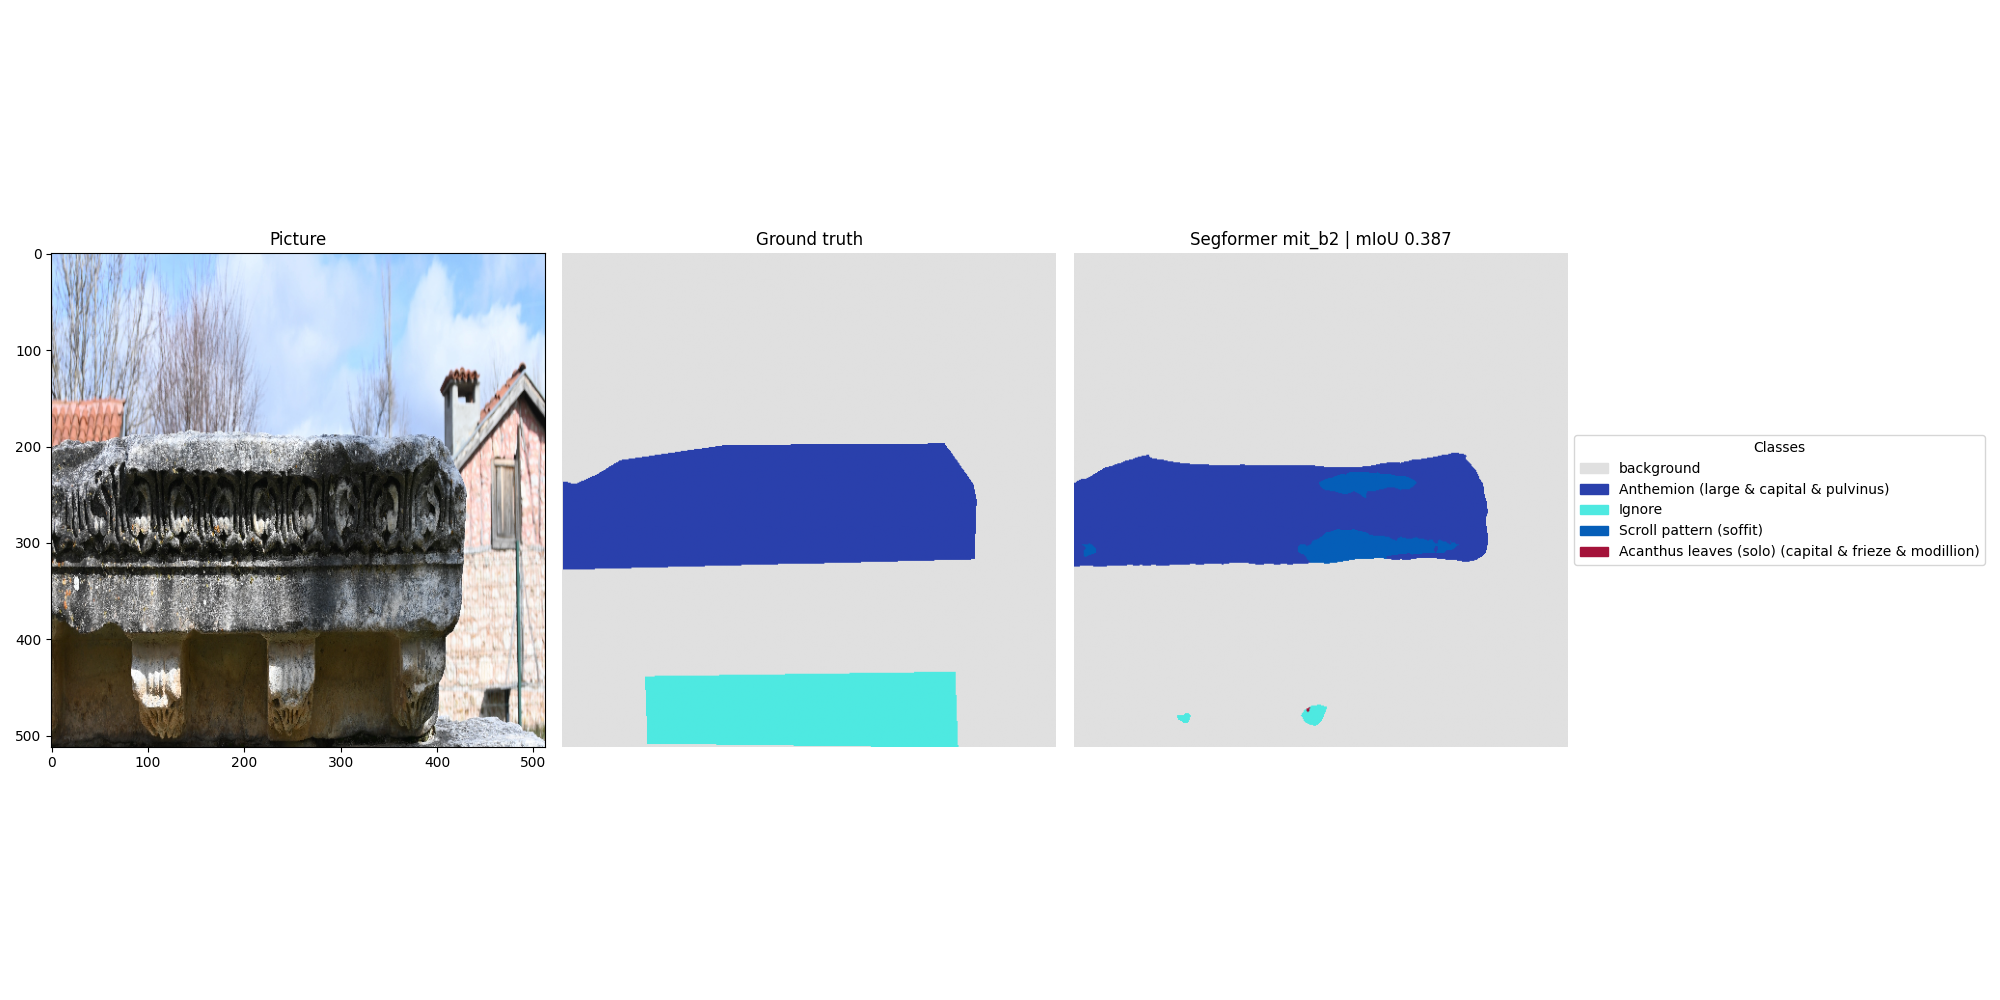 Picture
Ground truth
Segformer mit_b2 | mIoU 0.387
0
100
200
300
400
500
0
100
200
300
400
500
Classes
background
Anthemion (large & capital & pulvinus)
Ignore
Scroll pattern (soffit)
Acanthus leaves (solo) (capital & frieze & modillion)